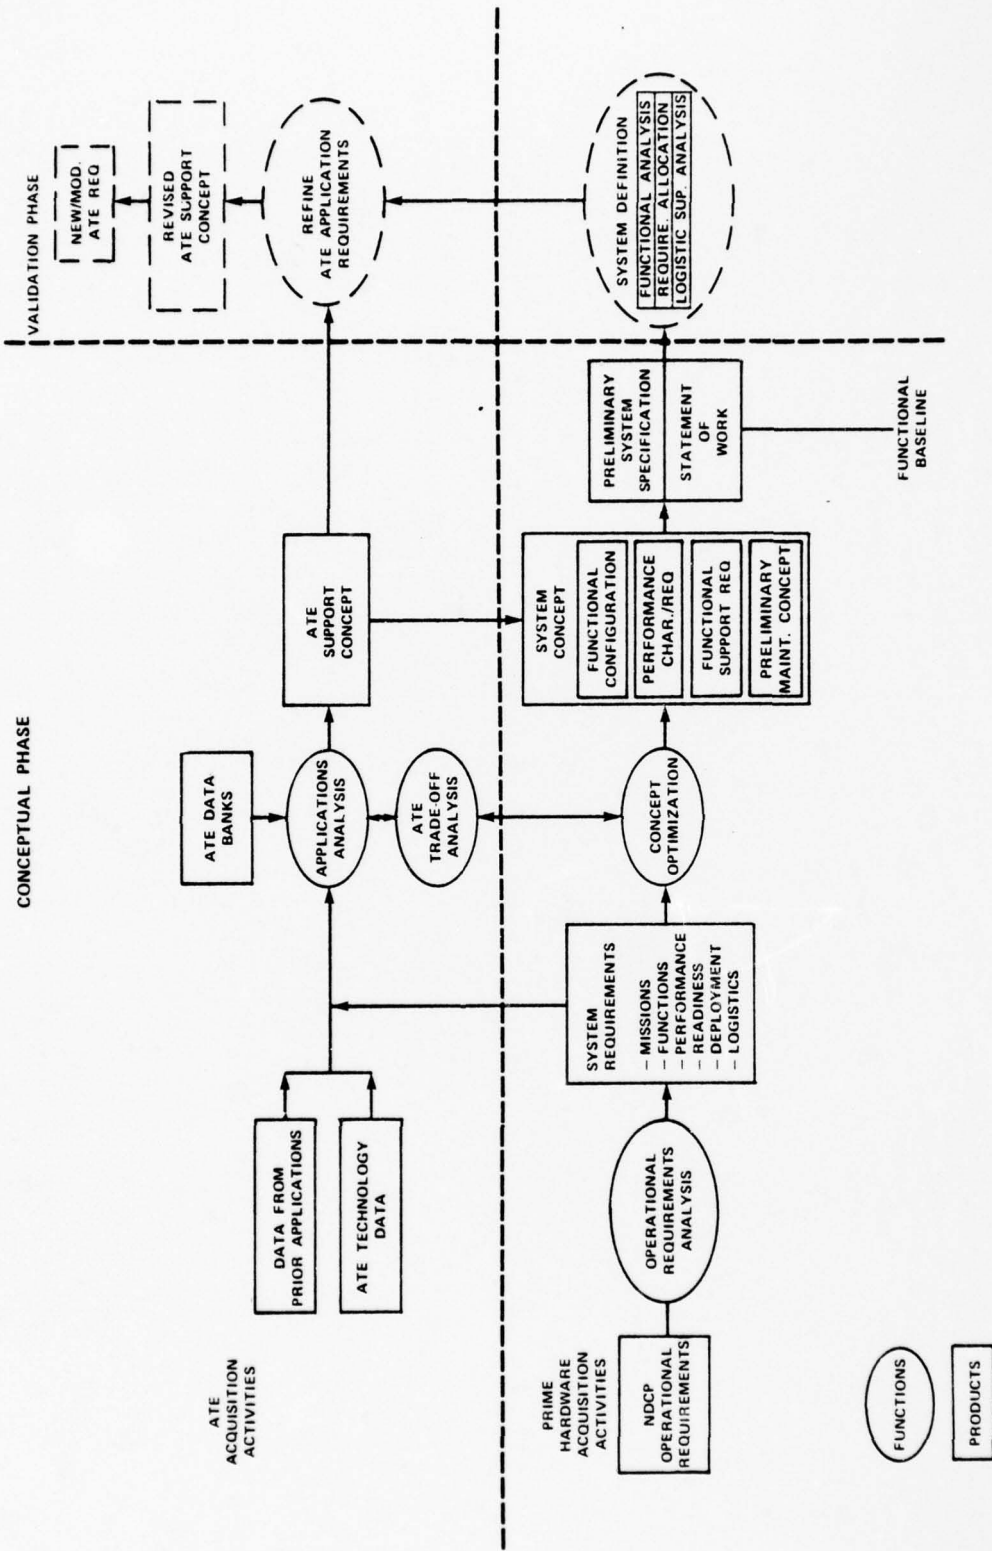 CONCEPTUAL PHASE
VALIDATION PHASE
ATE
ACQUISITION
ACTIVITIES
DATA FROM
PRIOR APPLICATIONS
ATE TECHNOLOGY
DATA
ATE DATA
BANKS
APPLICATIONS
ANALYSIS
ATE
TRADE-OFF
ANALYSIS
ATE
SUPPORT
CONCEPT
NEW/MOD.
ATE REQ
REVISED
ATE SUPPORT
CONCEPT
REFINE
ATE APPLICATION
REQUIREMENTS
PRIME
HARDWARE
ACQUISITION
ACTIVITIES
NDCP
OPERATIONAL
REQUIREMENTS
OPERATIONAL
REQUIREMENTS
ANALYSIS
SYSTEM
REQUIREMENTS
– MISSIONS
– FUNCTIONS
– PERFORMANCE
– READINESS
– DEPLOYMENT
– LOGISTICS
CONCEPT
OPTIMIZATION
SYSTEM
CONCEPT
FUNCTIONAL
CONFIGURATION
PERFORMANCE
CHAR./REQ
FUNCTIONAL
SUPPORT REQ
PRELIMINARY
MAINT. CONCEPT
PRELIMINARY
SYSTEM
SPECIFICATION
STATEMENT
OF
WORK
FUNCTIONAL
BASELINE
SYSTEM DEFINITION
FUNCTIONAL ANALYSIS
REQUIRE. ALLOCATION
LOGISTIC SUP. ANALYSIS
FUNCTIONS
PRODUCTS